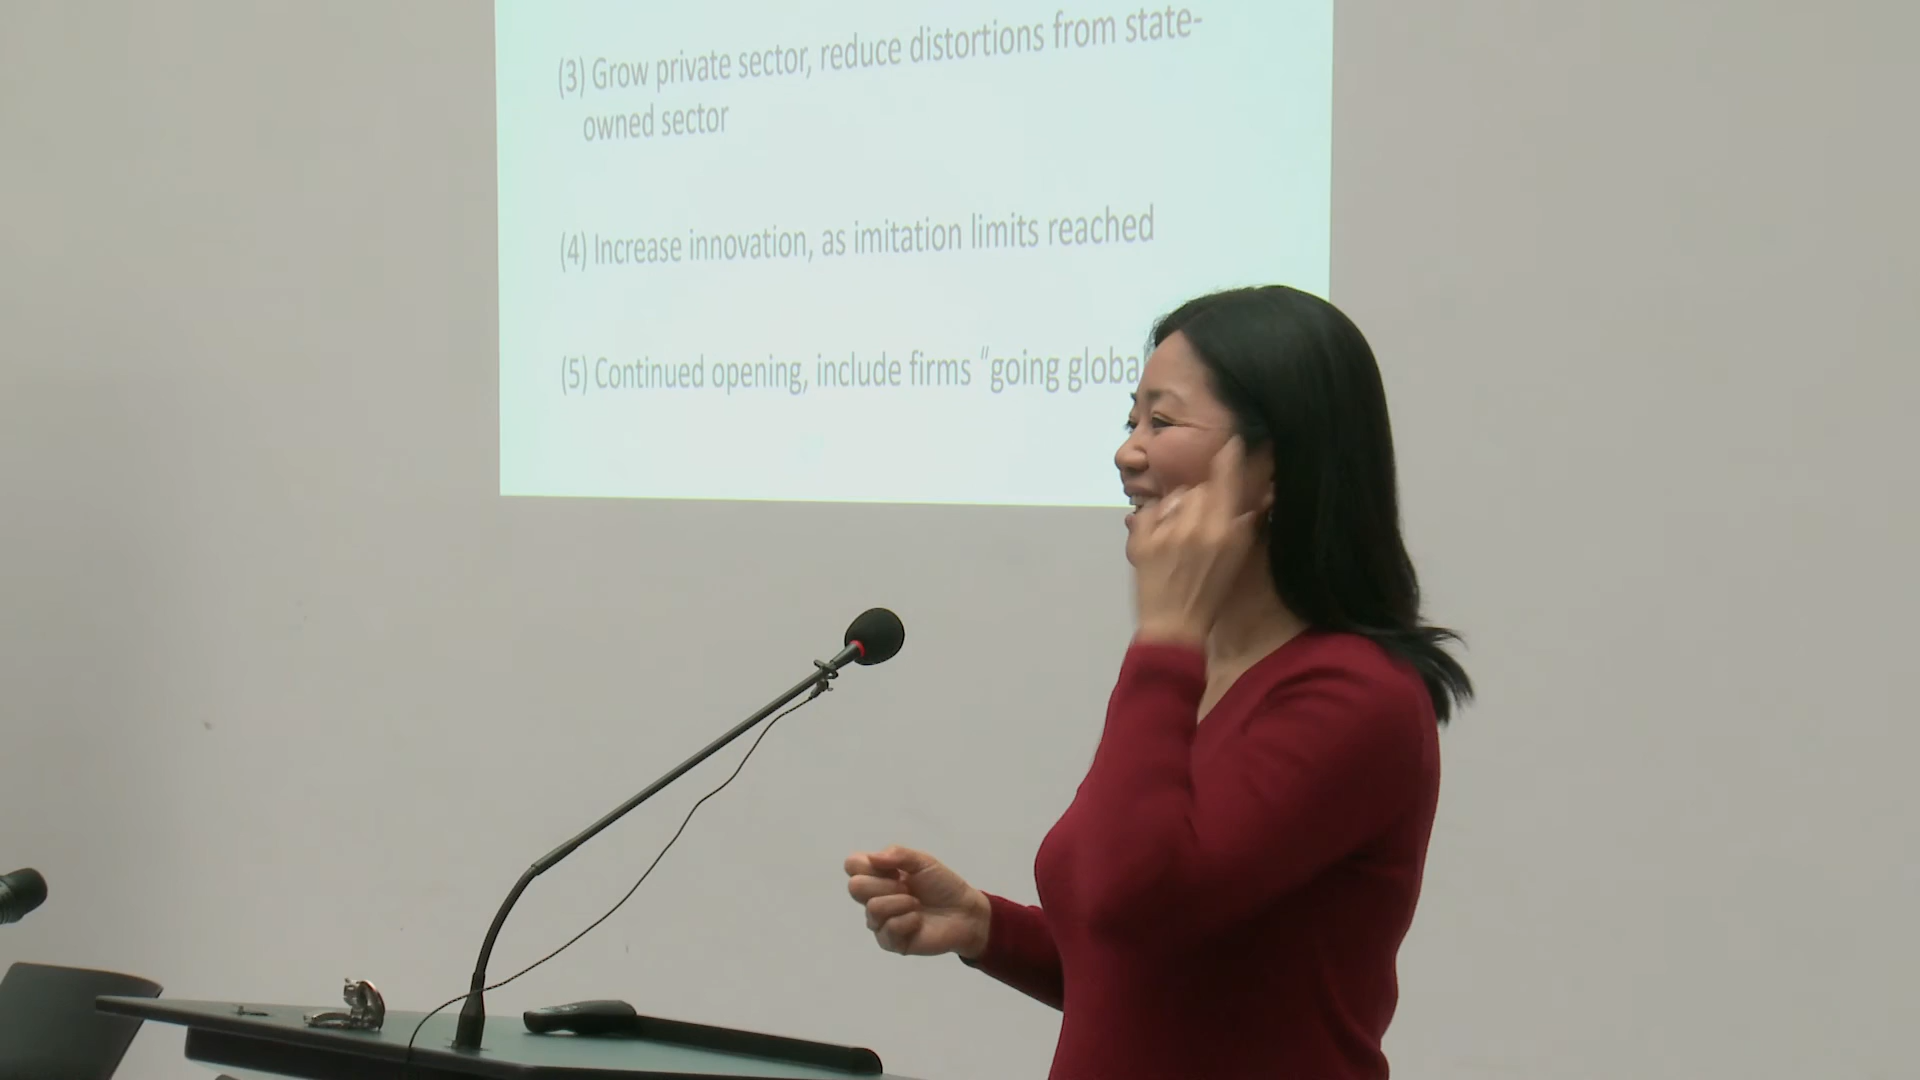 (3) Grow private sector, reduce distortions from state-
owned sector
(4) Increase innovation, as imitation limits reached
(5) Continued opening, include firms “going globa